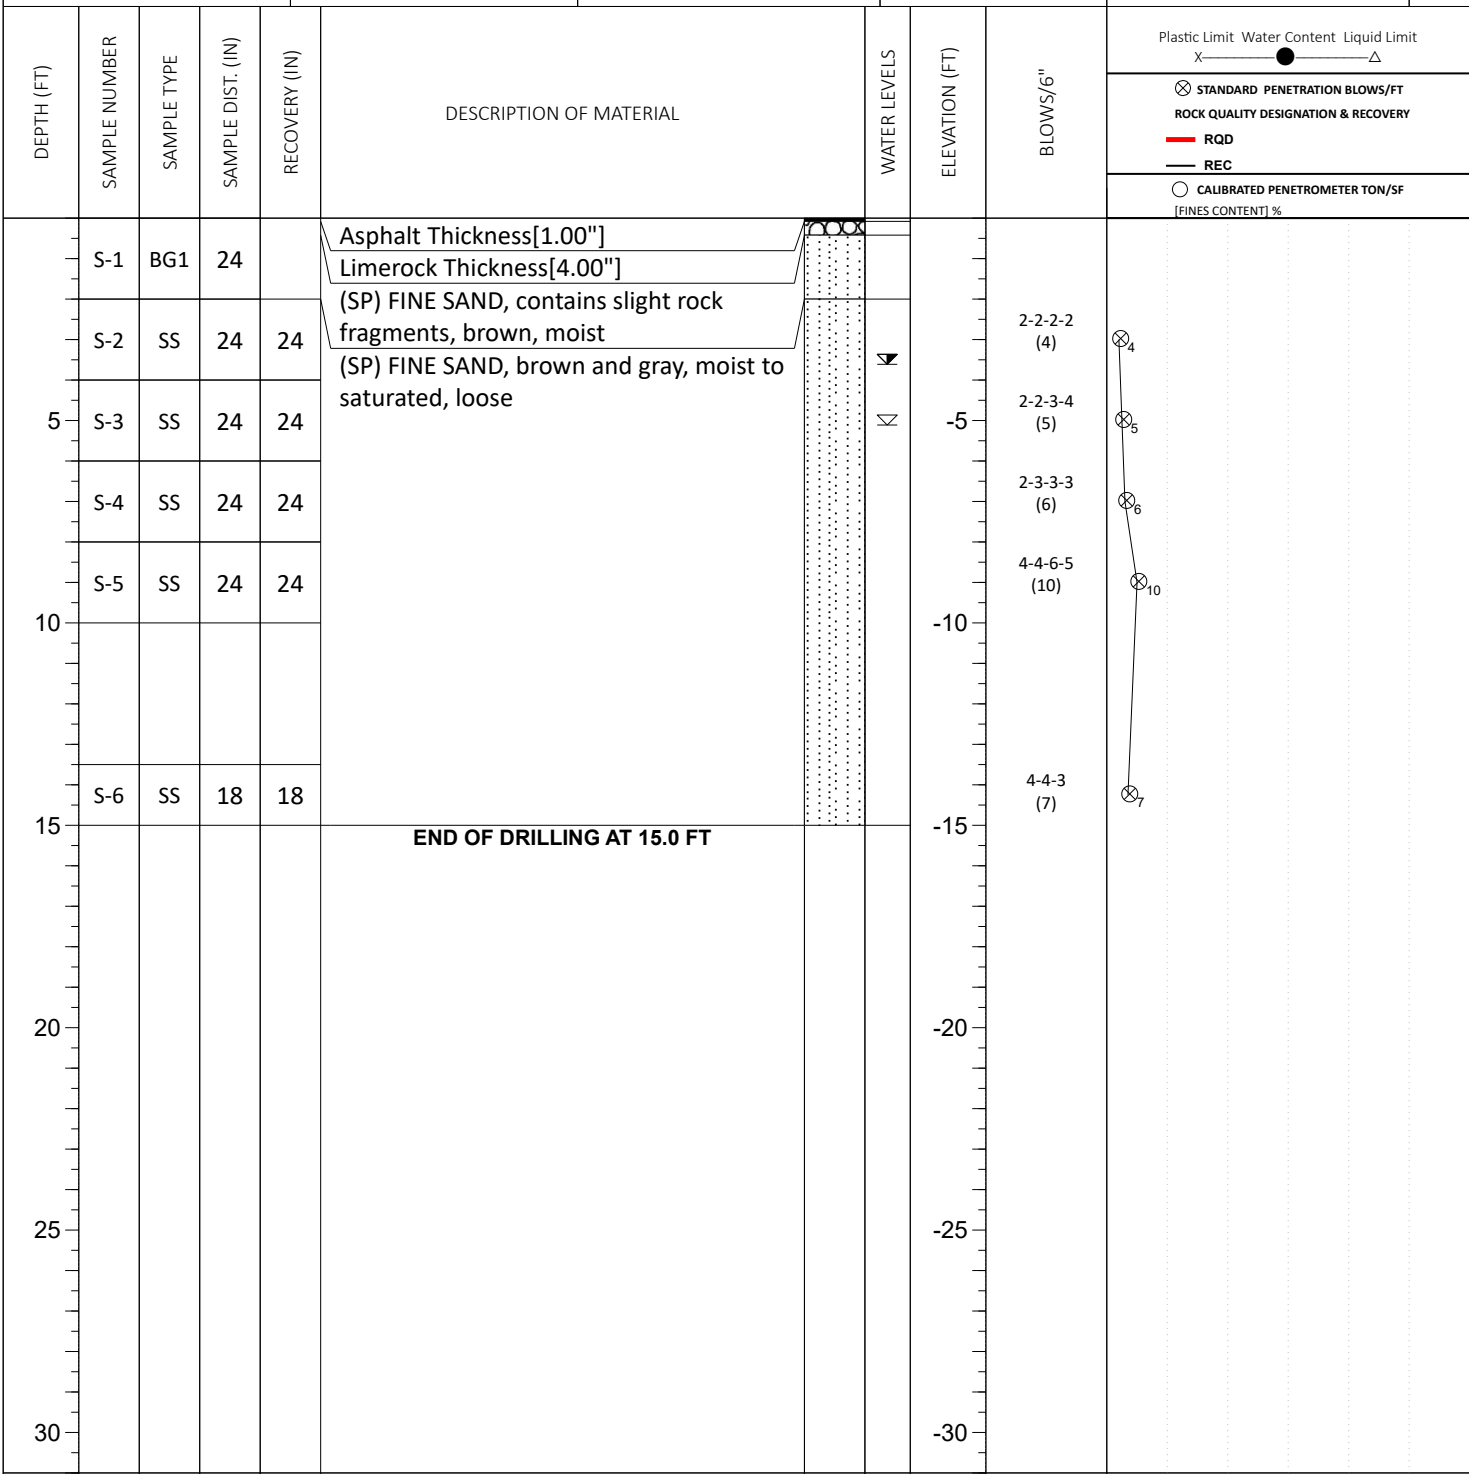 DEPTH (FT)
SAMPLE NUMBER
SAMPLE TYPE
SAMPLE DIST. (IN)
RECOVERY (IN)
DESCRIPTION OF MATERIAL
WATER LEVELS
ELEVATION (FT)
BLOWS/6"
Plastic Limit Water Content Liquid Limit
X
STANDARD PENETRATION BLOWS/FT
ROCK QUALITY DESIGNATION & RECOVERY
RQD
REC
CALIBRATED PENETROMETER TON/SF
[FINES CONTENT] %
Asphalt Thickness[1.00"]
S-1 BG1 24
Limerock Thickness[4.00"]
(SP) FINE SAND, contains slight rock
fragments, brown, moist
S-2 SS 24 24
2-2-2-2
(4)
4
(SP) FINE SAND, brown and gray, moist to
saturated, loose
5 S-3 SS 24 24
-5
2-2-3-4
(5)
5
S-4 SS 24 24
2-3-3-3
(6)
6
S-5 SS 24 24
4-4-6-5
(10)
10
10 -10
S-6 SS 18 18
4-4-3
(7)
7
15 -15
END OF DRILLING AT 15.0 FT
20 -20
25 -25
30 -30